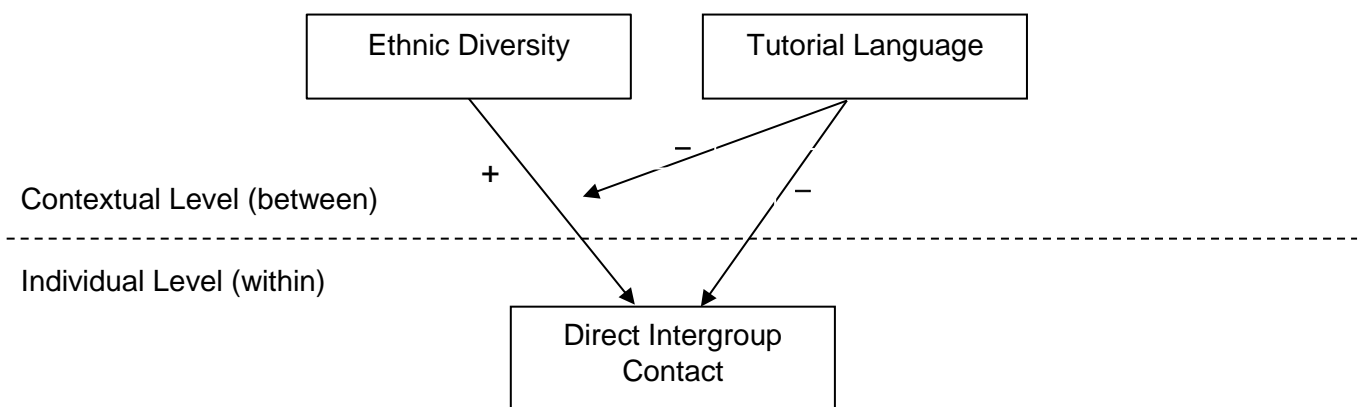 Ethnic Diversity
Tutorial Language
–
+
–
Contextual Level (between)
Individual Level (within)
Direct Intergroup
Contact